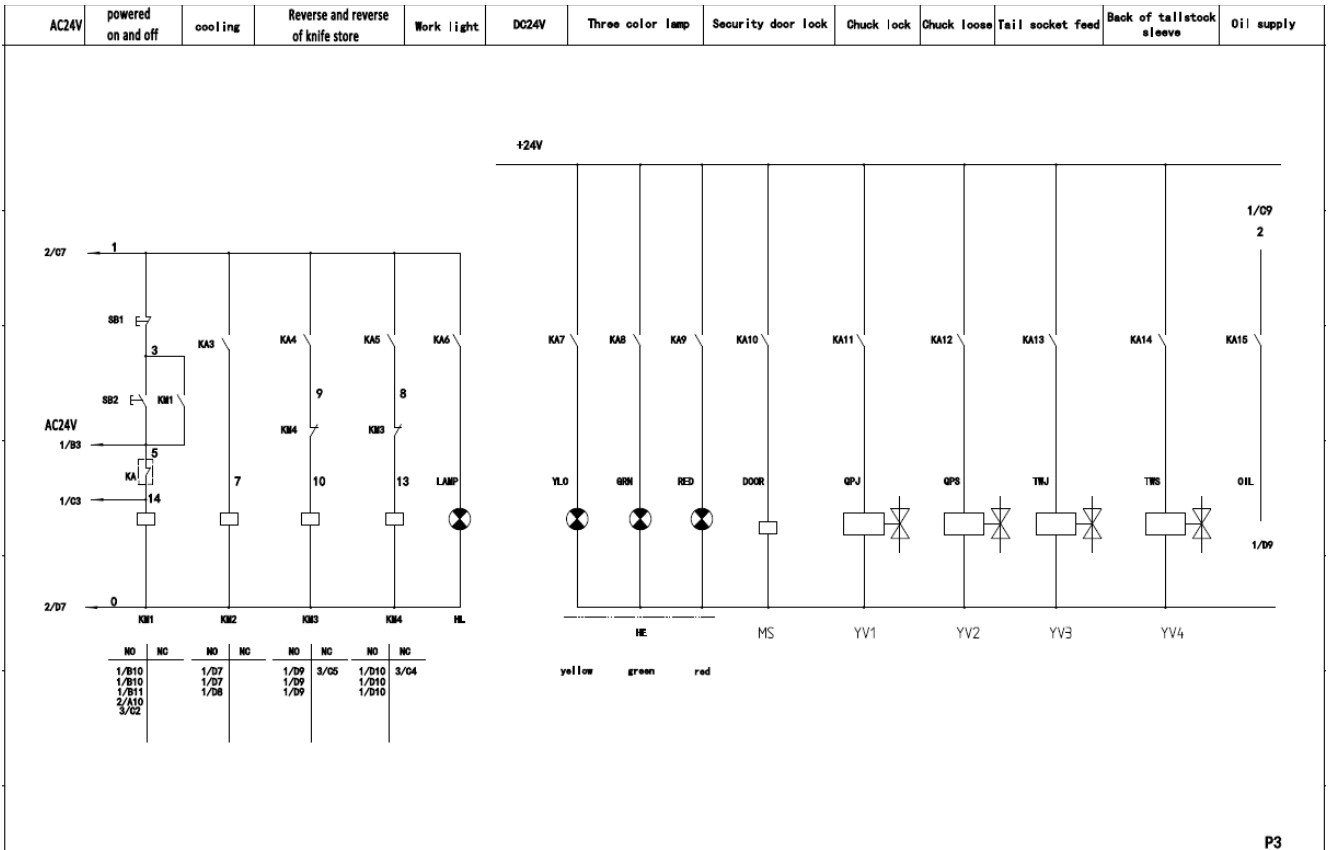 AC24V
powered
on and off
cooling
Reverse and reverse
of knife store
Work light
DC24V
Three color lamp
Security door lock
Chuck lock
Chuck loose
Tail socket feed
Back of tallstock
sleeve
Oil supply
+24V
1/C9
2
2/C7
1
SB1
3
KA3
KA4
KA5
KA6
KA7
KA8
KA9
KA10
KA11
KA12
KA13
KA14
KA15
SB2
KM1
9
8
AC24V
1/B3
KM4
KM3
5
KA
7
10
13
LAMP
YLO
GRN
RED
DOOR
QPJ
QPS
TWJ
TWS
OIL
1/C3
14
1/D9
2/D7
0
KM1
KM2
KM3
KM4
HL
HE
MS
YV1
YV2
YV3
YV4
NO NC
NO NC
NO NC
NO NC
1/B10
1/B10
1/B11
2/A10
3/C2
1/D7
1/D7
1/D8
1/D9 3/C5
1/D9
1/D9
1/D10 3/C4
1/D10
1/D10
yellow
green
red
P3